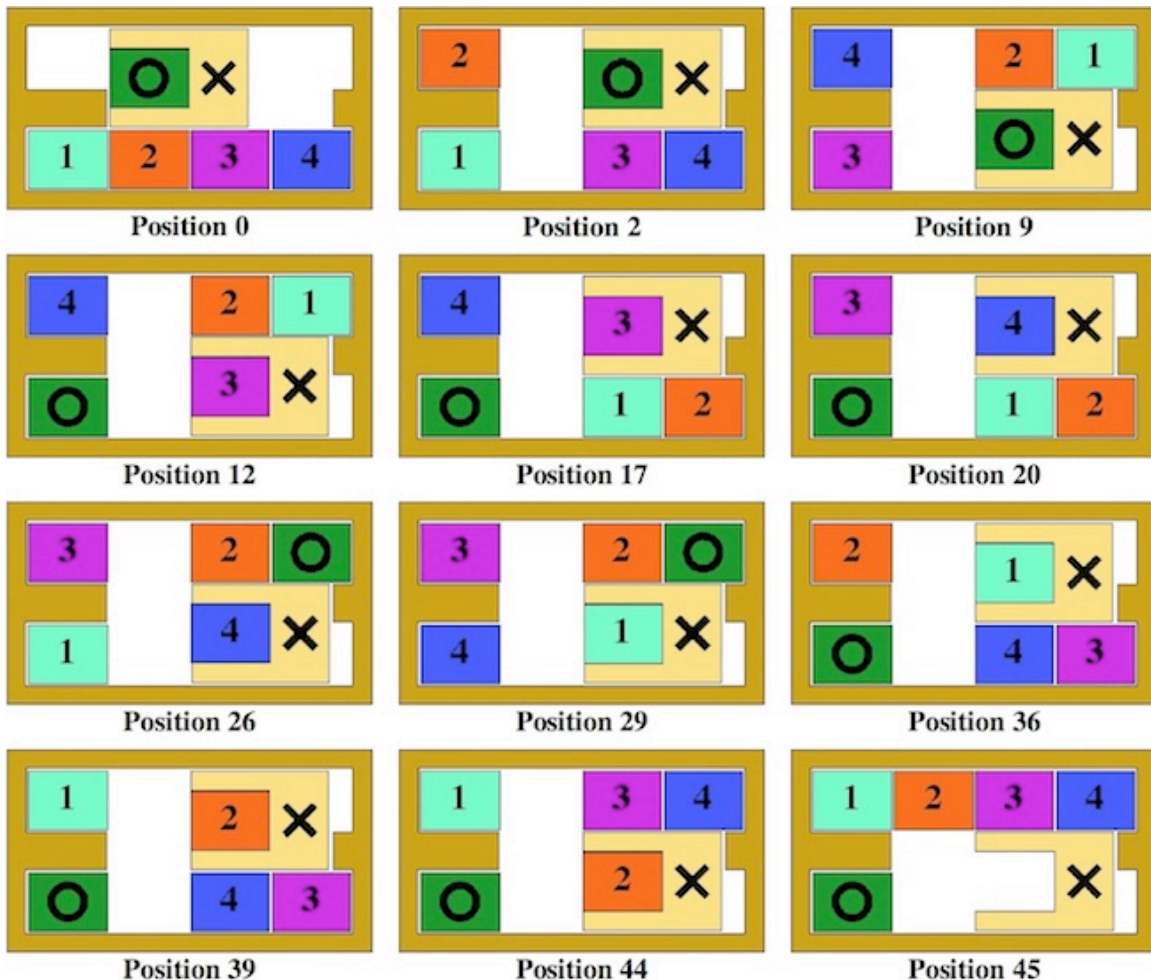 O X
1 2 3 4
Position 0
2 O X
1 3 4
Position 2
4 2 1
3 O X
Position 9
4 2 1
O 3 X
Position 12
4 3 X
O 1 2
Position 17
3 4 X
O 1 2
Position 20
3 2 O
1 4 X
Position 26
3 2 O
4 1 X
Position 29
2 1 X
O 4 3
Position 36
1 2 X
O 4 3
Position 39
1 3 4
O 2 X
Position 44
1 2 3 4
O X
Position 45